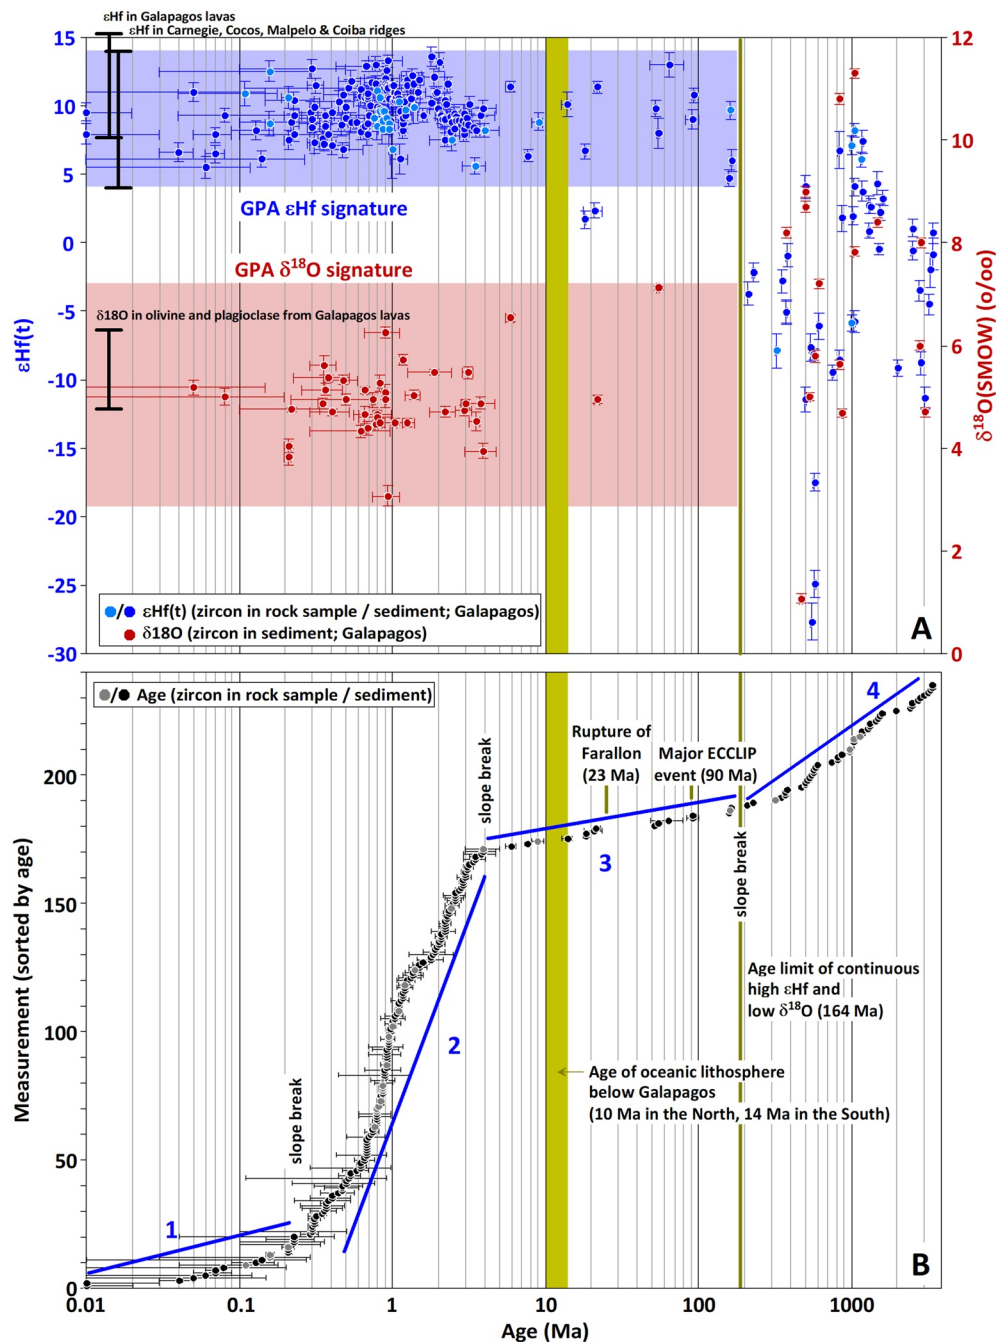 εHf in Galapagos lavas
εHf in Carnegie, Cocos, Malpelo & Coiba ridges
15
10
5
0
-5
-10
-15
-20
-25
-30
εHf(t)
12
10
8
6
4
2
0
δ18O(SMOW) (o/oo)
GPA εHf signature
GPA δ18O signature
δ18O in olivine and plagioclase from Galapagos lavas
/ εHf(t) (zircon in rock sample / sediment; Galapagos)
δ18O (zircon in sediment; Galapagos)
A
/ Age (zircon in rock sample / sediment)
4
Rupture of
Farallon
(23 Ma)
Major ECCLIP
event (90 Ma)
slope break
3
slope break
2
Age limit of continuous
high εHf and
low δ18O (164 Ma)
Age of oceanic lithosphere
below Galapagos
(10 Ma in the North, 14 Ma in the South)
slope break
1
B
200
150
100
50
0
Measurement (sorted by age)
0.01
0.1
1
10
100
1000
Age (Ma)